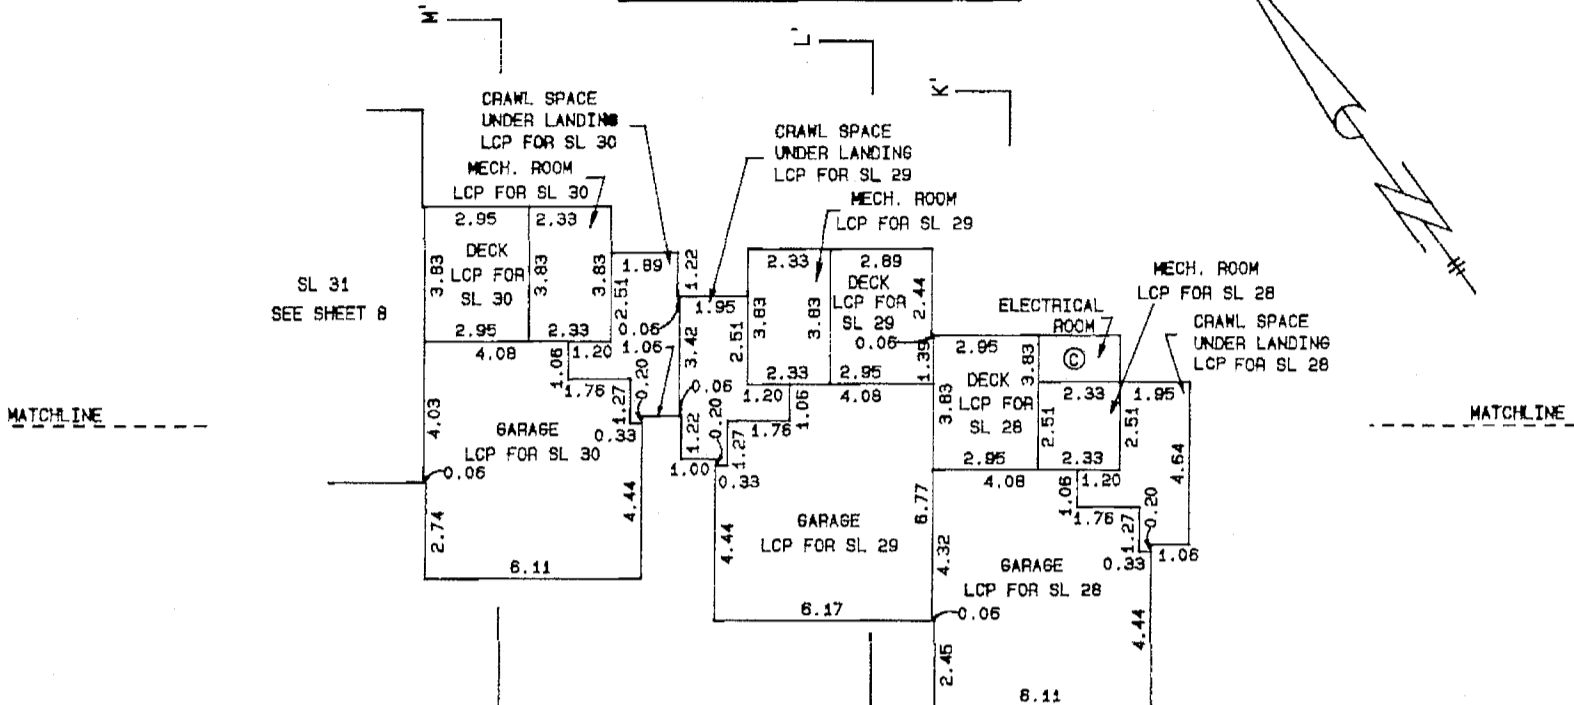 M'
L'
K'
CRAWL SPACE
UNDER LANDING
LCP FOR SL 30
MECH. ROOM
LCP FOR SL 30
CRAWL SPACE
UNDER LANDING
LCP FOR SL 29
MECH. ROOM
LCP FOR SL 29
MECH. ROOM
LCP FOR SL 28
CRAWL SPACE
UNDER LANDING
LCP FOR SL 28
ELECTRICAL
ROOM
C
N
SL 31
SEE SHEET 8
MATCHLINE
MATCHLINE
2.95
2.33
3.83
DECK
LCP FOR
SL 30
3.83
3.83
2.95
2.33
1.89
2.51
1.22
0.06
1.06
4.08
1.20
1.06
1.76
1.27
0.20
0.33
4.03
GARAGE
LCP FOR SL 30
0.06
2.74
4.44
6.11
1.95
3.42
2.51
0.06
1.22
1.00
0.20
2.33
2.89
3.83
3.83
DECK
LCP FOR
SL 29
2.44
0.06
1.39
2.33
2.95
1.20
4.08
1.06
1.76
1.27
0.33
4.44
GARAGE
LCP FOR SL 29
6.77
4.32
6.17
0.06
2.95
3.83
3.83
DECK
LCP FOR
SL 28
2.33
1.95
2.51
2.51
2.95
2.33
4.08
1.20
1.06
1.76
1.27
0.20
0.33
4.64
1.06
GARAGE
LCP FOR SL 28
4.44
2.45
6.11